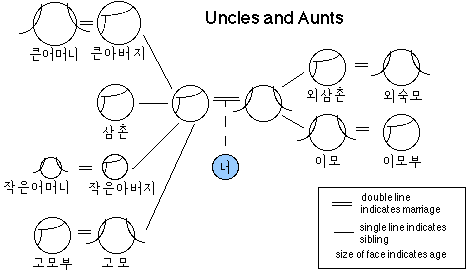 Uncles and Aunts
큰어머니 큰아버지
외삼촌 외숙모
삼촌
너
이모 이모부
작은어머니 작은아버지
고모부 고모
double line
indicates marriage
single line indicates
sibling
size of face indicates age